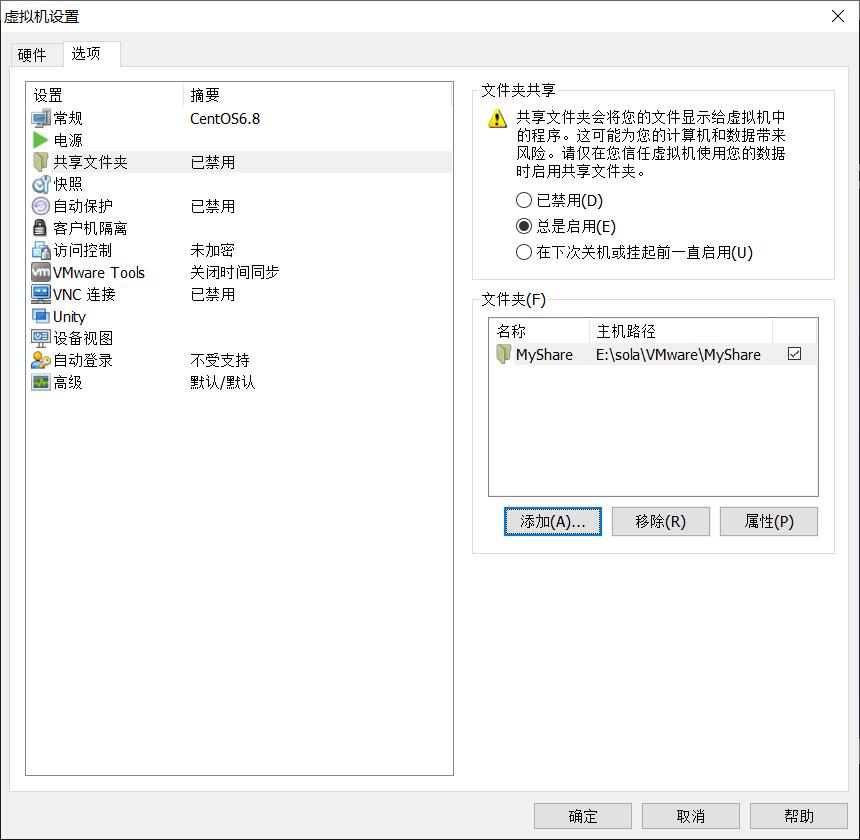 虚拟机设置
硬件 选项
设置 摘要
常规 CentOS6.8
电源
共享文件夹 已禁用
快照
自动保护 已禁用
客户机隔离
访问控制 未加密
vm VMware Tools 关闭时间同步
VNC 连接 已禁用
Unity
设备视图
自动登录 不受支持
高级 默认/默认
文件夹共享
共享文件夹会将您的文件显示给虚拟机中
的程序。这可能为您的计算机和数据带来
风险。请仅在您信任虚拟机使用您的数据
时启用共享文件夹。
已禁用(D)
总是启用(E)
在下次关机或挂起前一直启用(U)
文件夹(F)
名称 主机路径
MyShare E:\sola\VMware\MyShare
添加(A)... 移除(R) 属性(P)
确定 取消 帮助